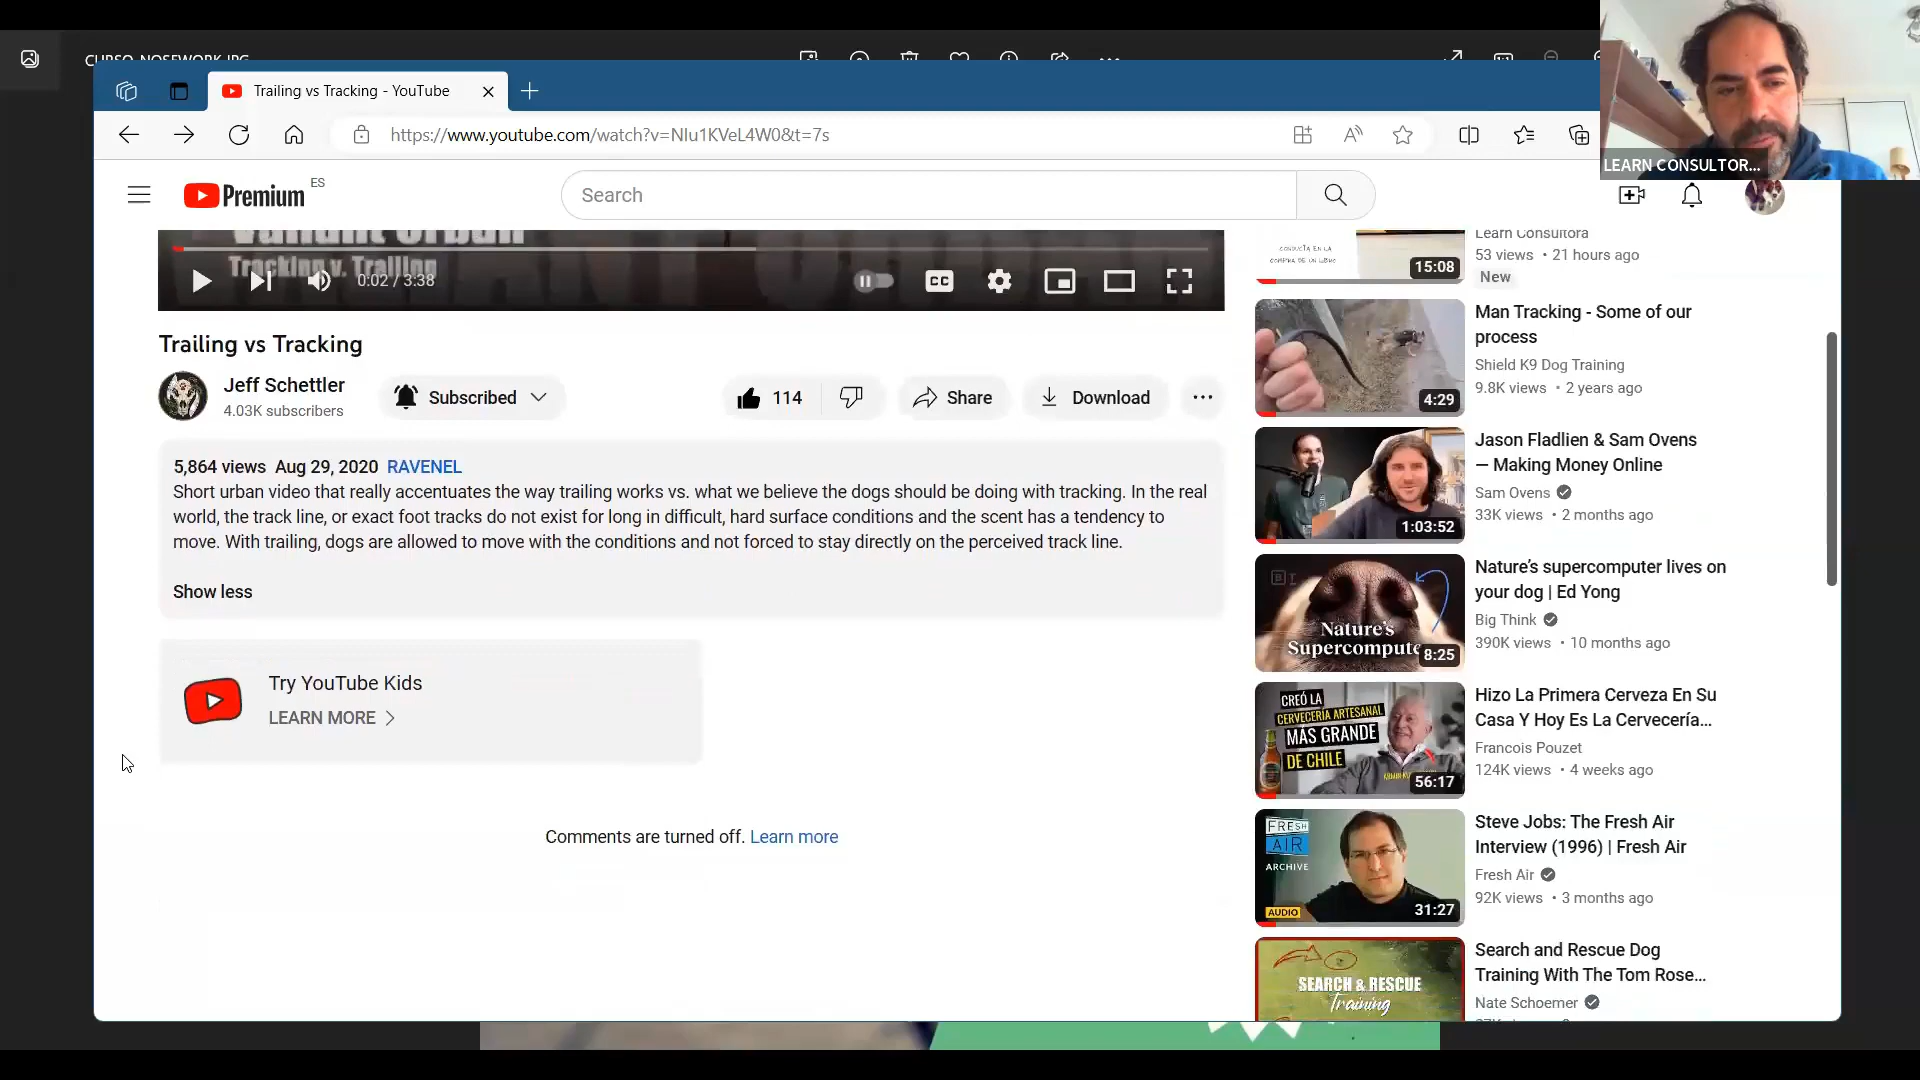 CURSO_NOSEWORK.JPG
Trailing vs Tracking - YouTube
https://www.youtube.com/watch?v=NIu1KVeL4W0&t=7s
LEARN CONSULTOR...
Premium ES
Search
Tracking v. Trailing
0:02 / 3:38
CC
Trailing vs Tracking
Jeff Schettler
4.03K subscribers
Subscribed
114
Share
Download
5,864 views Aug 29, 2020 RAVENEL
Short urban video that really accentuates the way trailing works vs. what we believe the dogs should be doing with tracking. In the real
world, the track line, or exact foot tracks do not exist for long in difficult, hard surface conditions and the scent has a tendency to
move. With trailing, dogs are allowed to move with the conditions and not forced to stay directly on the perceived track line.
Show less
Try YouTube Kids
LEARN MORE
Comments are turned off. Learn more
CONDUCTA EN LA
COMPRA DE UN LIBRO
15:08
Learn Consultora
53 views • 21 hours ago
New
4:29
Man Tracking - Some of our
process
Shield K9 Dog Training
9.8K views • 2 years ago
1:03:52
Jason Fladlien & Sam Ovens
— Making Money Online
Sam Ovens
33K views • 2 months ago
Nature's
Supercompute
8:25
Nature's supercomputer lives on
your dog | Ed Yong
Big Think
390K views • 10 months ago
CREÓ LA
CERVECERÍA ARTESANAL
MÁS GRANDE
DE CHILE
56:17
Hizo La Primera Cerveza En Su
Casa Y Hoy Es La Cervecería...
Francois Pouzet
124K views • 4 weeks ago
FRESH
AIR
ARCHIVE
AUDIO
31:27
Steve Jobs: The Fresh Air
Interview (1996) | Fresh Air
Fresh Air
92K views • 3 months ago
SEARCH & RESCUE
Training
Search and Rescue Dog
Training With The Tom Rose...
Nate Schoemer